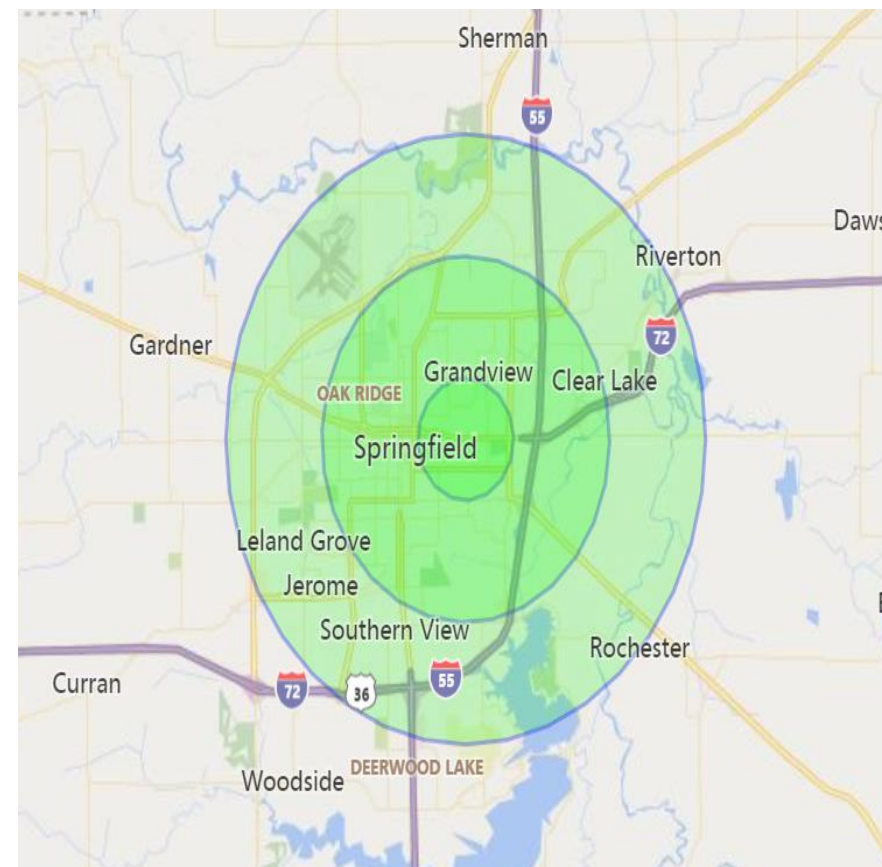 Sherman
55
Daws
Riverton
72
Gardner
Grandview
Clear Lake
OAK RIDGE
Springfield
Leland Grove
Jerome
E
Southern View
Rochester
Curran
72
36
55
DEERWOOD LAKE
Woodside